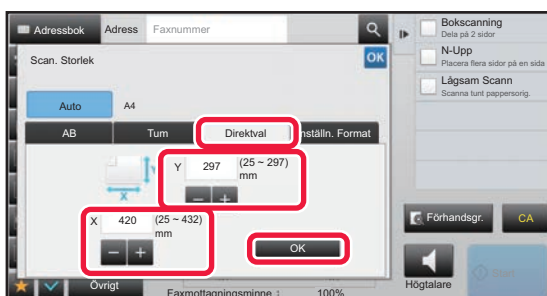 Adressbok Adress Faxnummer
Scan. Storlek OK
Auto A4
AB Tum Direktval Inställn. Format
Y 297 (25 ~ 297)
mm
X 420 (25 ~ 432)
mm
OK
Övrigt
Faxmottagningsminne 100%
Bokscanning
Dela på 2 sidor
N-Upp
Placera flera sidor på en sida
Lågsam Scann
Scanna tunt pappersorig.
Förhandsgr. CA
Högtalare Start